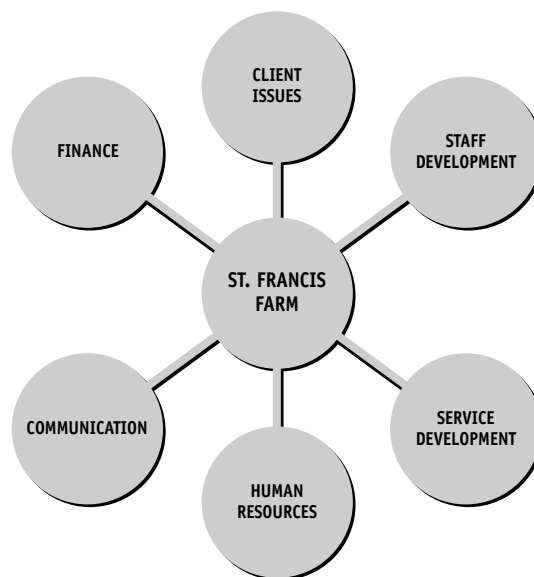 CLIENT
ISSUES
FINANCE
STAFF
DEVELOPMENT
ST. FRANCIS
FARM
COMMUNICATION
SERVICE
DEVELOPMENT
HUMAN
RESOURCES